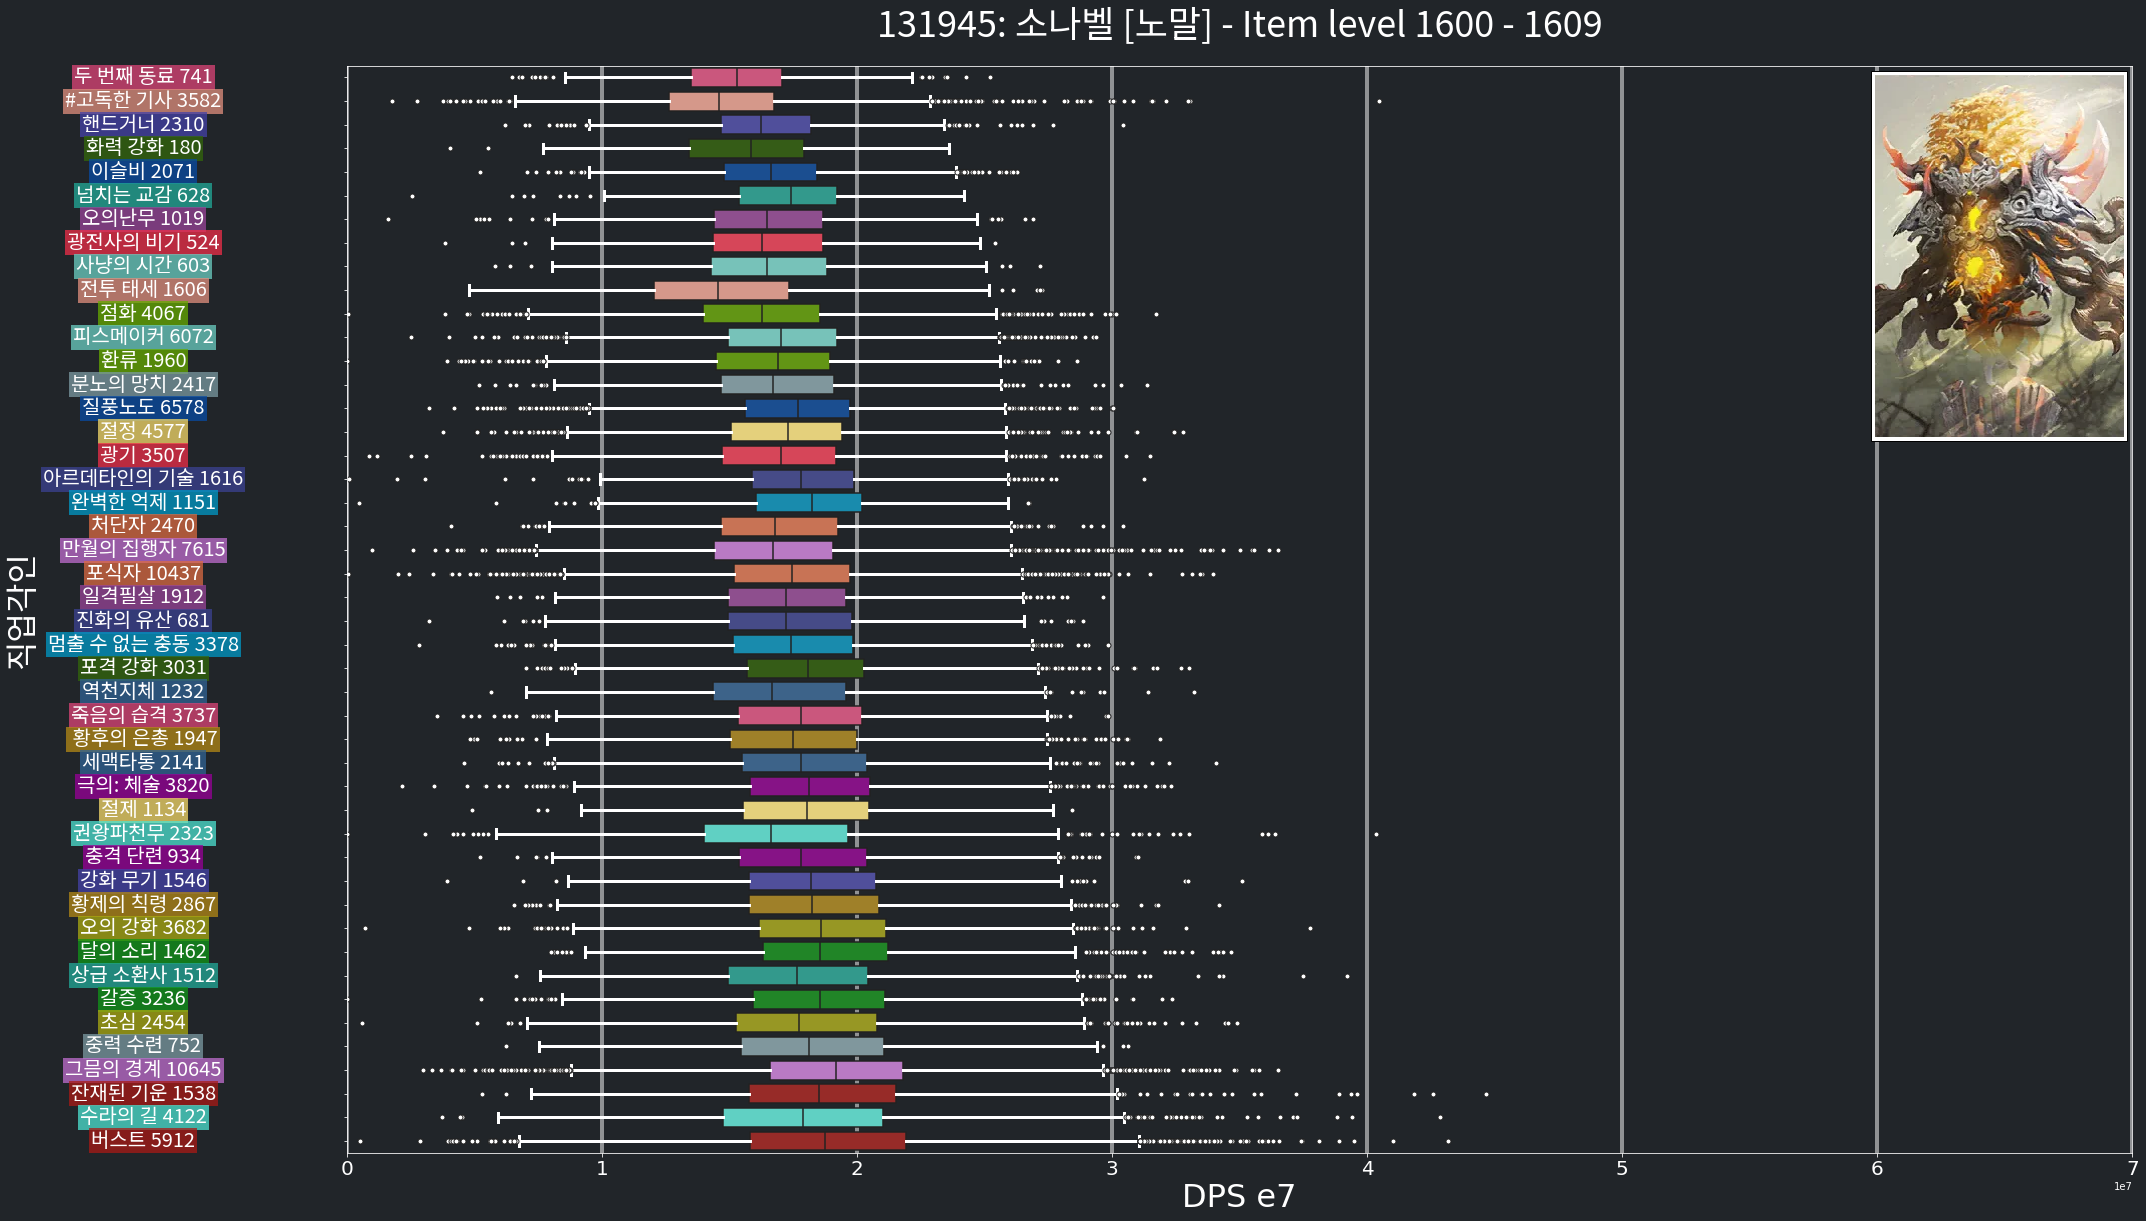 131945: 소나벨 [노말] - Item level 1600 - 1609
두 번째 동료 741
#고독한 기사 3582
핸드거너 2310
화력 강화 180
이슬비 2071
넘치는 교감 628
오의난무 1019
광전사의 비기 524
사냥의 시간 603
전투 태세 1606
점화 4067
피스메이커 6072
환류 1960
분노의 망치 2417
질풍노도 6578
절정 4577
광기 3507
아르데타인의 기술 1616
완벽한 억제 1151
처단자 2470
만월의 집행자 7615
포식자 10437
일격필살 1912
진화의 유산 681
멈출 수 없는 충동 3378
포격 강화 3031
역천지체 1232
죽음의 습격 3737
황후의 은총 1947
세맥타통 2141
극의: 체술 3820
절제 1134
권왕파천무 2323
충격 단련 934
강화 무기 1546
황제의 칙령 2867
오의 강화 3682
달의 소리 1462
상급 소환사 1512
갈증 3236
초심 2454
중력 수련 752
그믐의 경계 10645
잔재된 기운 1538
수라의 길 4122
버스트 5912
직업각인
0 1 2 3 4 5 6 7
1e7
DPS e7